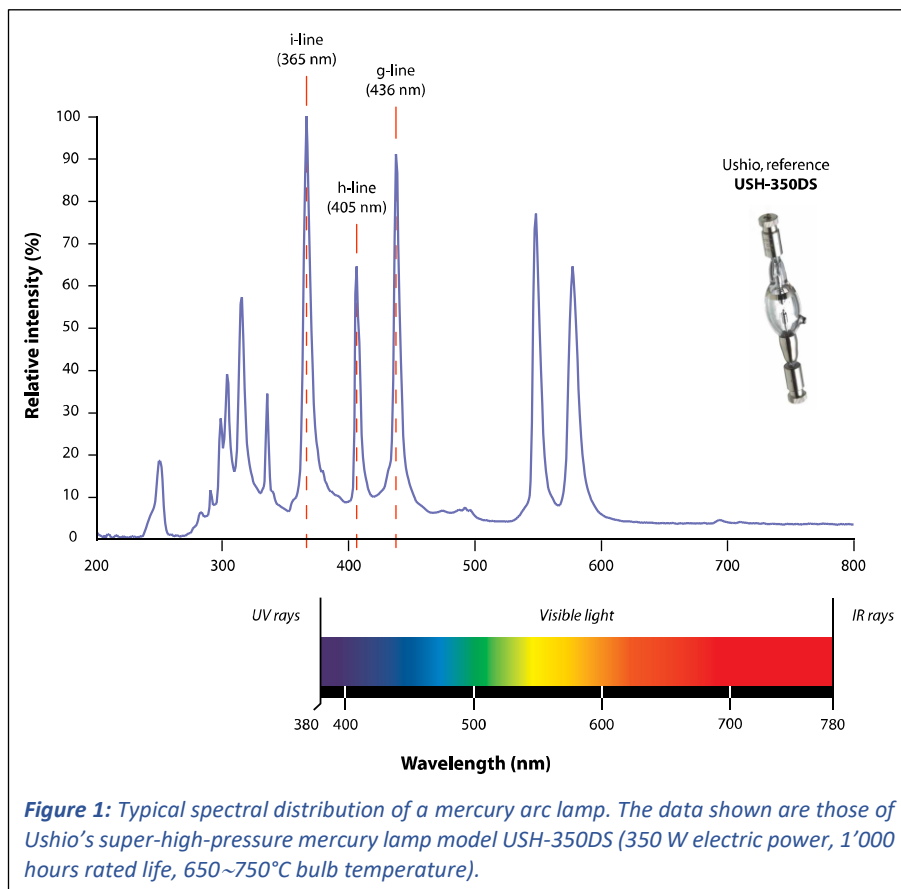 i-line
(365 nm)
g-line
(436 nm)
h-line
(405 nm)
Ushio, reference
USH-350DS
Relative intensity (%)
100
90
80
70
60
50
40
30
20
10
0
200 300 400 500 600 700 800
UV rays Visible light IR rays
380 400 500 600 700 780
Wavelength (nm)
Figure 1: Typical spectral distribution of a mercury arc lamp. The data shown are those of
Ushio’s super-high-pressure mercury lamp model USH-350DS (350 W electric power, 1’000
hours rated life, 650~750°C bulb temperature).